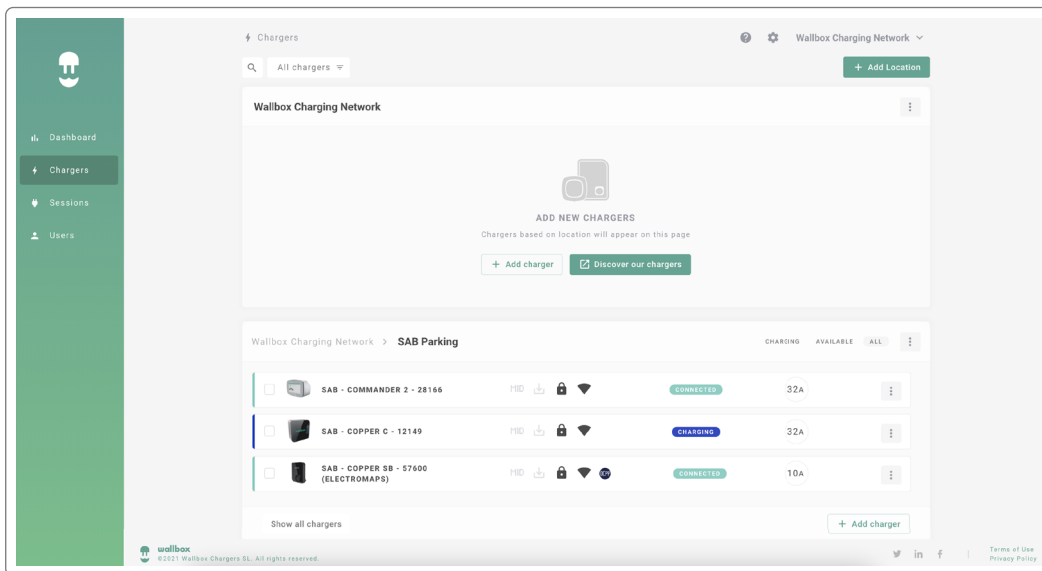 Chargers
Wallbox Charging Network
All chargers
+ Add Location
Wallbox Charging Network
Dashboard
Chargers
Sessions
Users
ADD NEW CHARGERS
Chargers based on location will appear on this page
+ Add charger
Discover our chargers
Wallbox Charging Network > SAB Parking
CHARGING AVAILABLE ALL
SAB - COMMANDER 2 - 28166
MID
CONNECTED
32A
SAB - COPPER C - 12149
MID
CHARGING
32A
SAB - COPPER SB - 57600
(ELECTROMAPS)
MID
CONNECTED
10A
Show all chargers
+ Add charger
wallbox
©2021 Wallbox Chargers SL. All rights reserved.
Terms of Use
Privacy Policy